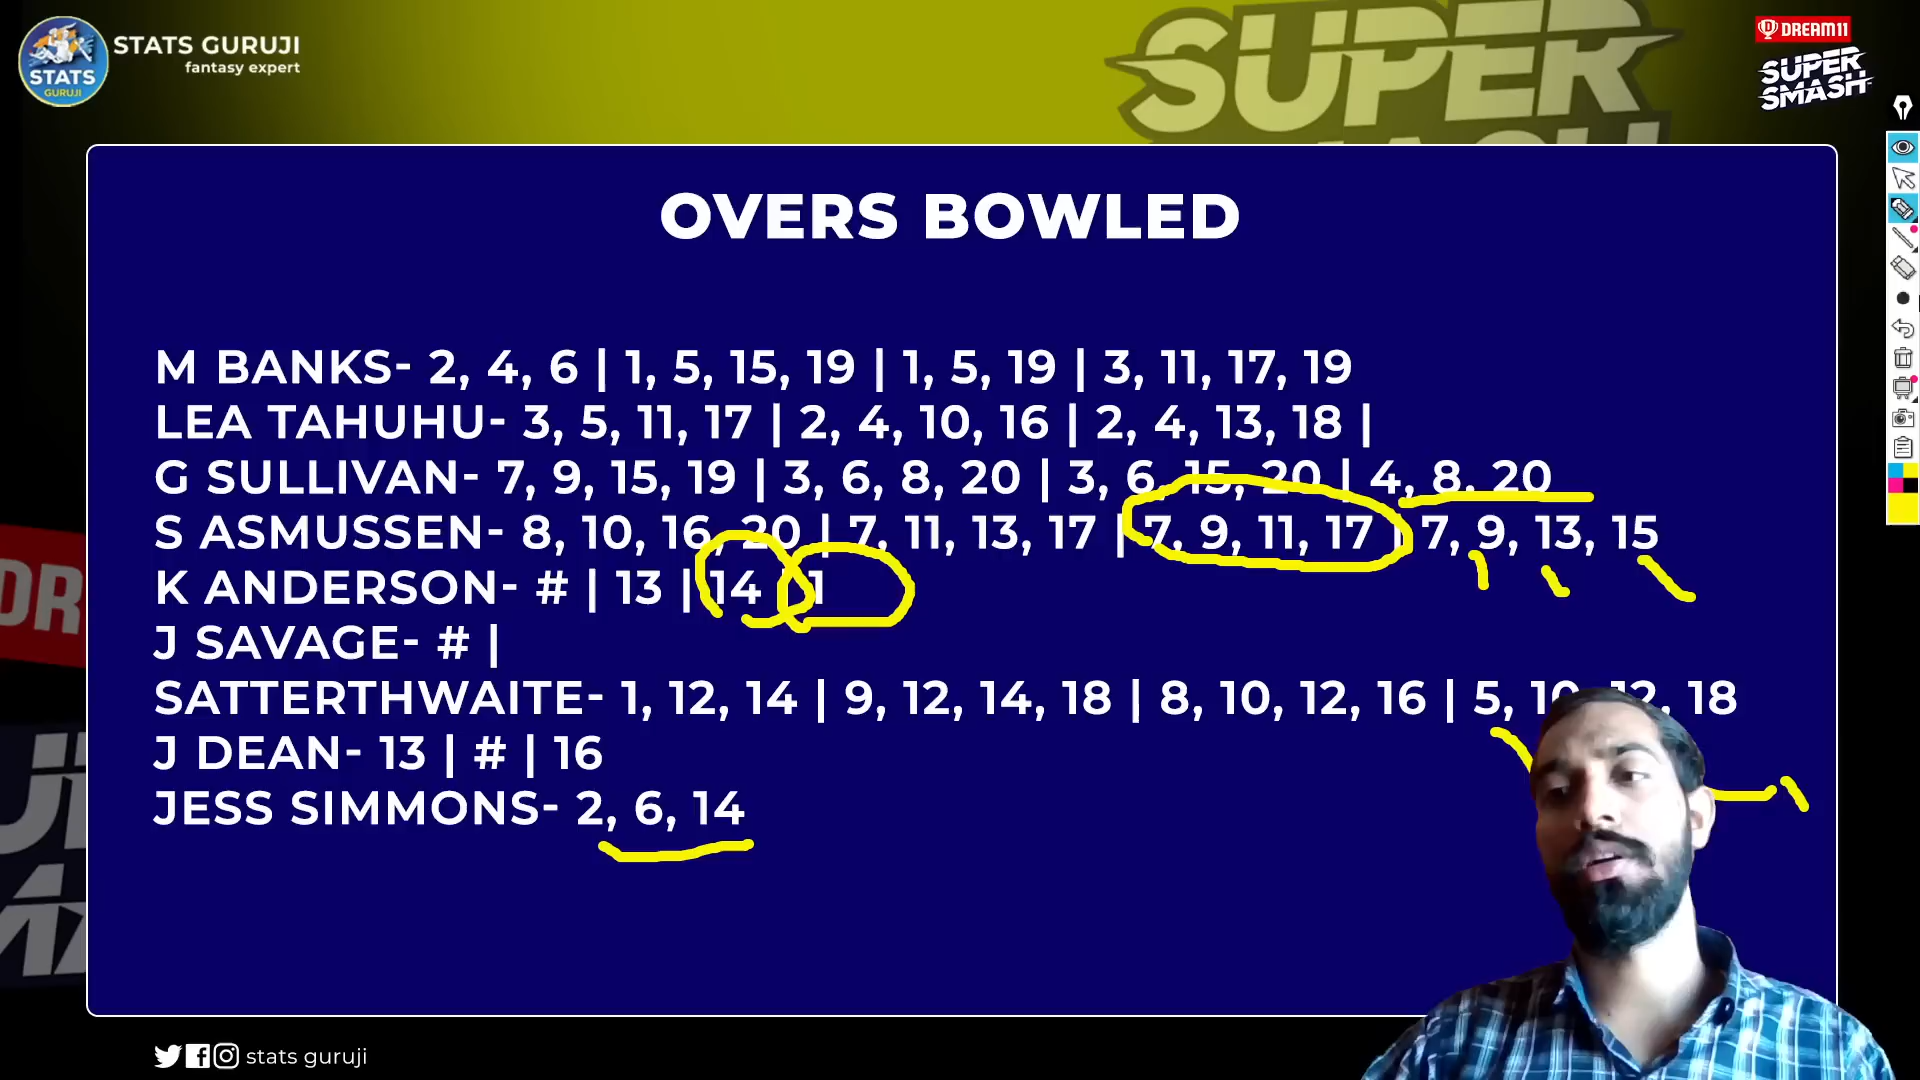 STATS GURUJI
fantasy expert
STATS
GURUJI
SUPER
DREAM11
SUPER
SMASH
OVERS BOWLED
M BANKS- 2, 4, 6 | 1, 5, 15, 19 | 1, 5, 19 | 3, 11, 17, 19
LEA TAHUHU- 3, 5, 11, 17 | 2, 4, 10, 16 | 2, 4, 13, 18 |
G SULLIVAN- 7, 9, 15, 19 | 3, 6, 8, 20 | 3, 6, 15, 20 | 4, 8, 20
S ASMUSSEN- 8, 10, 16, 20 | 7, 11, 13, 17 | 7, 9, 11, 17 | 7, 9, 13, 15
K ANDERSON- # | 13 | 14 | 1
J SAVAGE- # |
SATTERTHWAITE- 1, 12, 14 | 9, 12, 14, 18 | 8, 10, 12, 16 | 5, 10, 12, 18
J DEAN- 13 | # | 16
JESS SIMMONS- 2, 6, 14
stats guruji